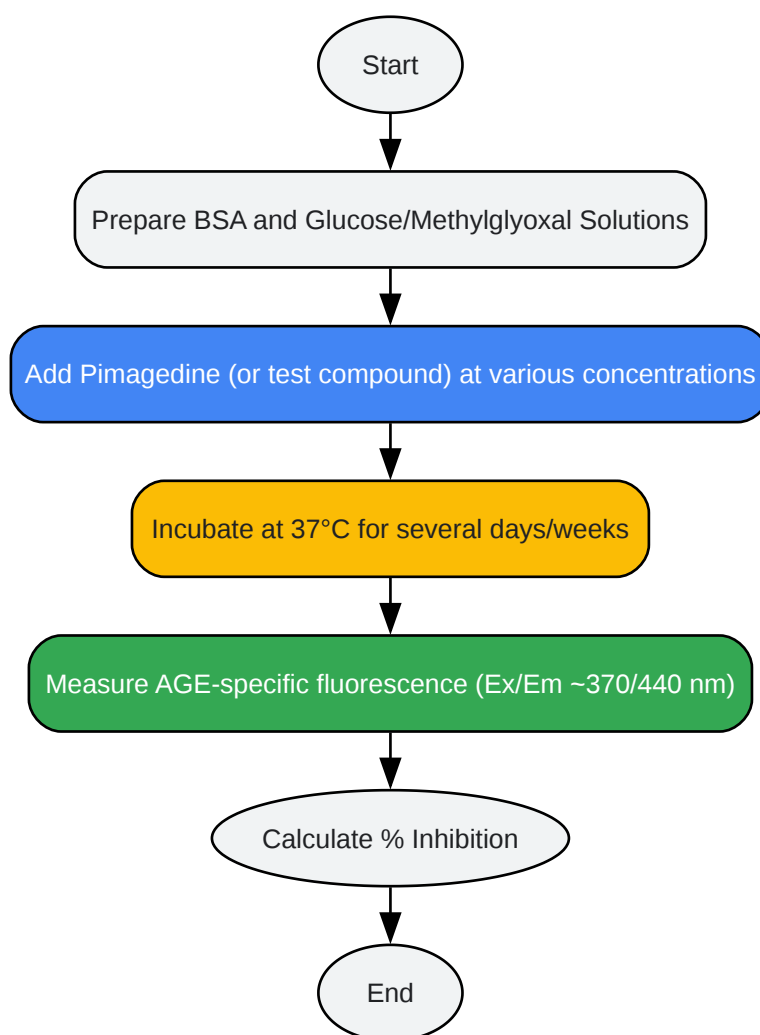 Start
Prepare BSA and Glucose/Methylglyoxal Solutions
Add Pimagedine (or test compound) at various concentrations
Incubate at 37°C for several days/weeks
Measure AGE-specific fluorescence (Ex/Em ~370/440 nm)
Calculate % Inhibition
End